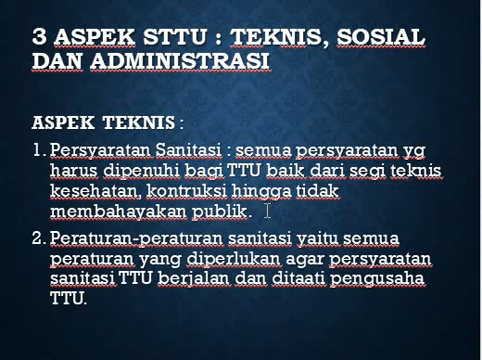 3 ASPEK STTU : TEKNIS, SOSIAL
DAN ADMINISTRASI
ASPEK TEKNIS :
1. Persyaratan Sanitasi : semua persyaratan yg
harus dipenuhi bagi TTU baik dari segi teknis
kesehatan, kontruksi hingga tidak
membahayakan publik.
2. Peraturan-peraturan sanitasi yaitu semua
peraturan yang diperlukan agar persyaratan
sanitasi TTU berjalan dan ditaati pengusaha
TTU.